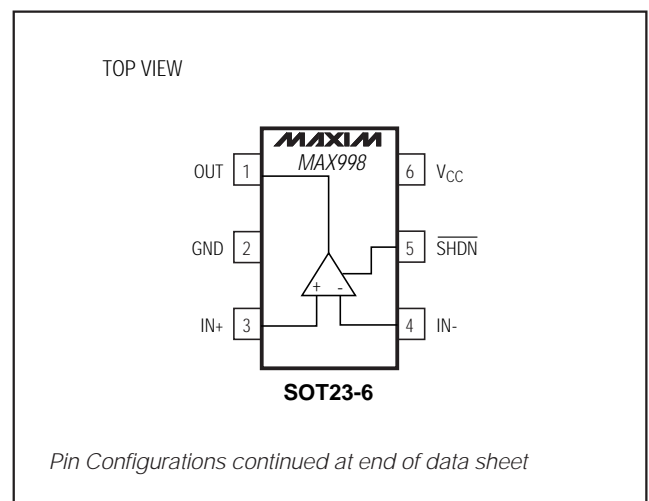 TOP VIEW
MAXIM
MAX998
OUT 1
6 VCC
GND 2
5 S̅H̅D̅N̅
+ -
IN+ 3
4 IN-
SOT23-6
Pin Configurations continued at end of data sheet